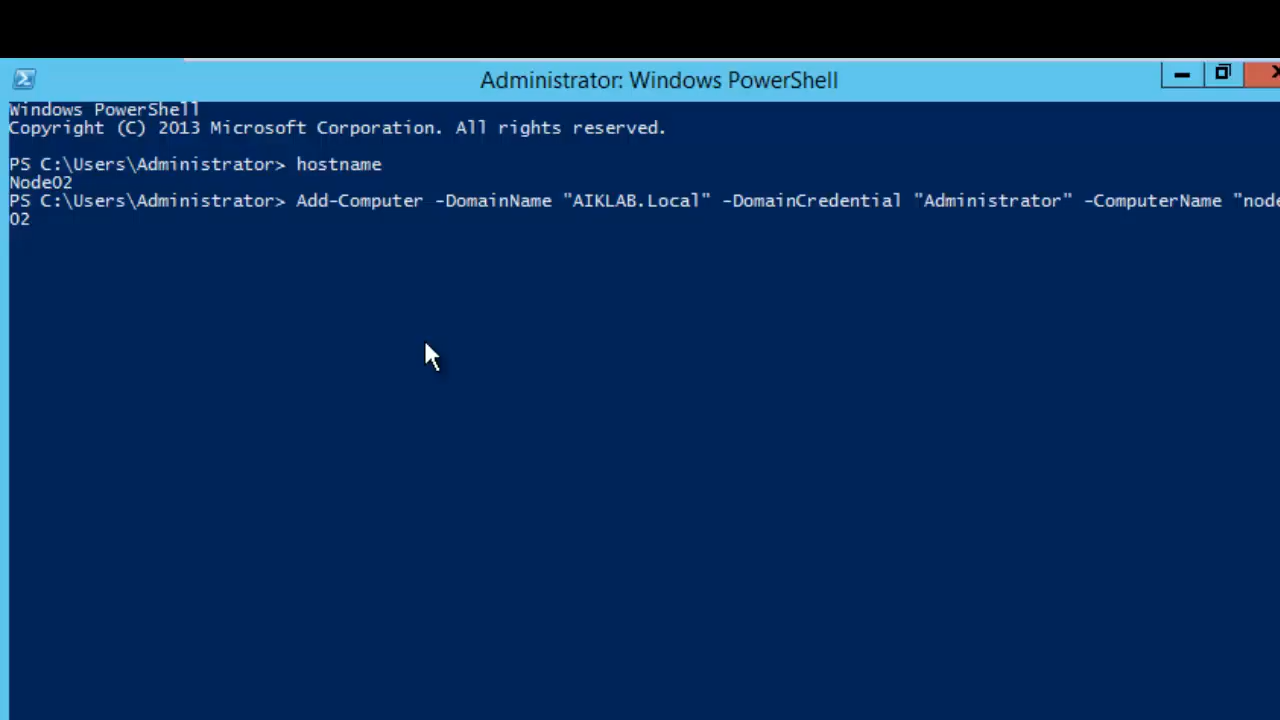 Administrator: Windows PowerShell
Windows PowerShell
Copyright (C) 2013 Microsoft Corporation. All rights reserved.
PS C:\Users\Administrator> hostname
Node02
PS C:\Users\Administrator> Add-Computer -DomainName "AIKLAB.Local" -DomainCredential "Administrator" -ComputerName "node
02